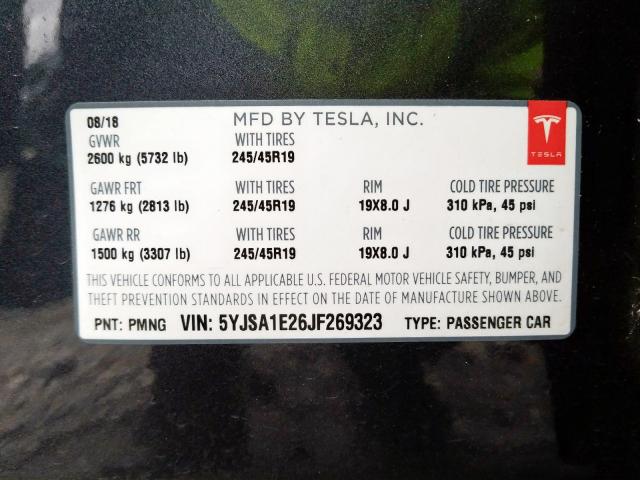 08/18 MFD BY TESLA, INC.
GVWR WITH TIRES
2600 kg (5732 lb) 245/45R19
TESLA
GAWR FRT WITH TIRES RIM COLD TIRE PRESSURE
1276 kg (2813 lb) 245/45R19 19X8.0 J 310 kPa, 45 psi
GAWR RR WITH TIRES RIM COLD TIRE PRESSURE
1500 kg (3307 lb) 245/45R19 19X8.0 J 310 kPa, 45 psi
THIS VEHICLE CONFORMS TO ALL APPLICABLE U.S. FEDERAL MOTOR VEHICLE SAFETY, BUMPER, AND
THEFT PREVENTION STANDARDS IN EFFECT ON THE DATE OF MANUFACTURE SHOWN ABOVE.
PNT: PMNG VIN: 5YJSA1E26JF269323 TYPE: PASSENGER CAR